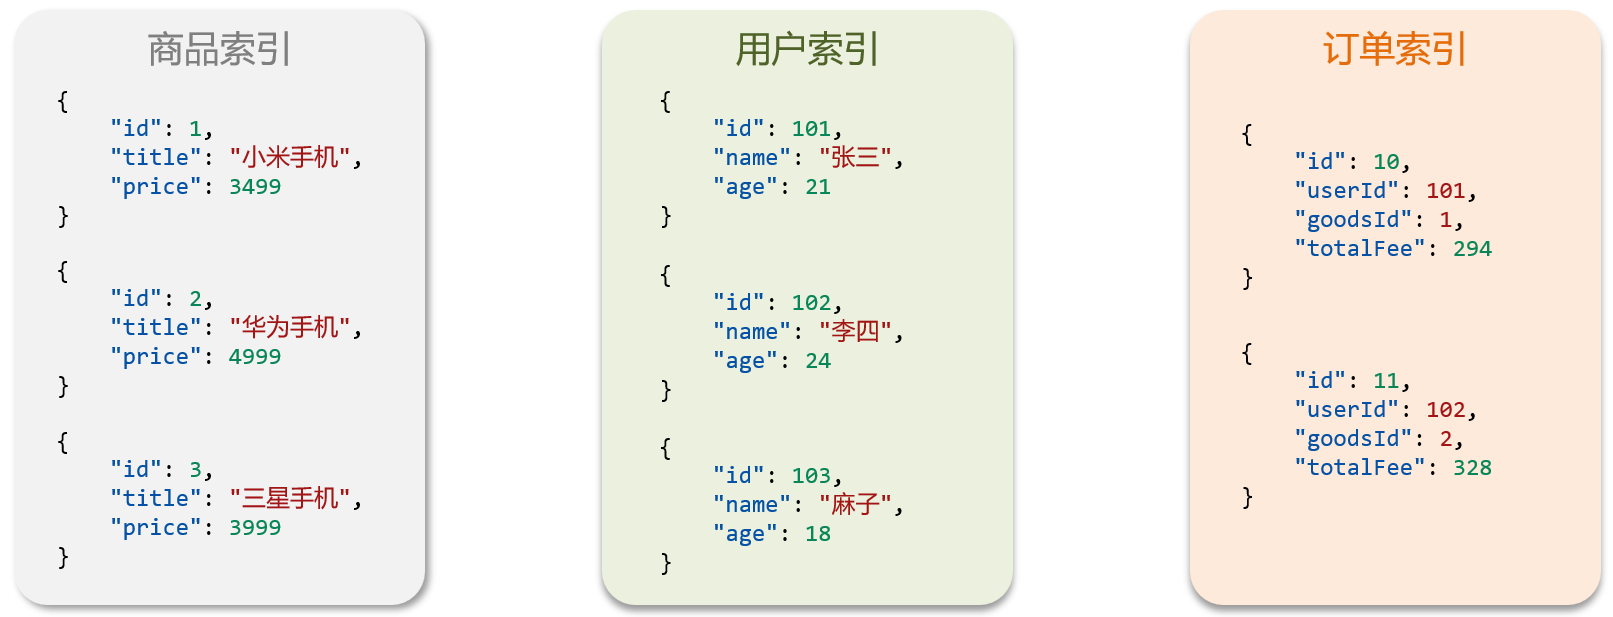 商品索引
{
"id": 1,
"title": "小米手机",
"price": 3499
}
{
"id": 2,
"title": "华为手机",
"price": 4999
}
{
"id": 3,
"title": "三星手机",
"price": 3999
}
用户索引
{
"id": 101,
"name": "张三",
"age": 21
}
{
"id": 102,
"name": "李四",
"age": 24
}
{
"id": 103,
"name": "麻子",
"age": 18
}
订单索引
{
"id": 10,
"userId": 101,
"goodsId": 1,
"totalFee": 294
}
{
"id": 11,
"userId": 102,
"goodsId": 2,
"totalFee": 328
}